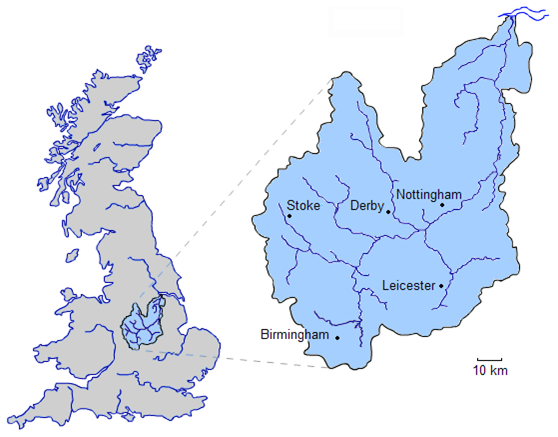 Nottingham
Stoke
Derby
Leicester
Birmingham
10 km